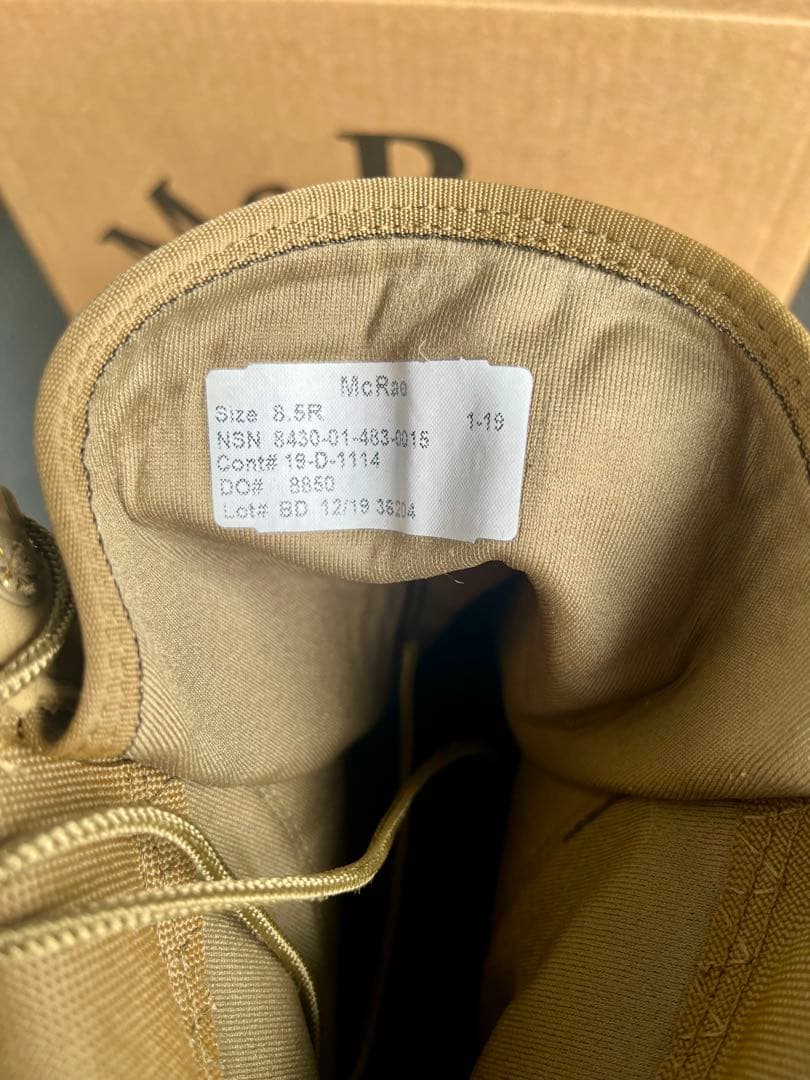 McRae
Size 8.5R
1-19
NSN 8430-01-483-0015
Cont# 19-D-1114
DO# 8850
Lot# BD 12/19 36204